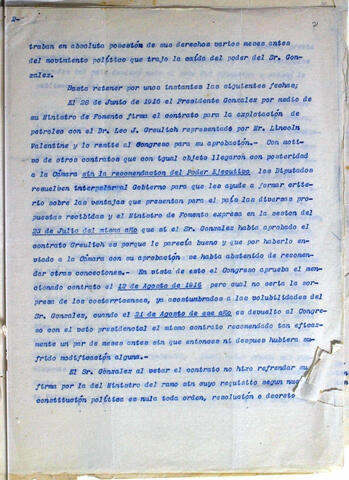 2-
traban en absoluta posesión de sus derechos varios meses antes
del movimiento político que trajo la caída del poder del Sr. Gon-
zalez.
Basta retener por unos instantes las siguientes fechas:
El 26 de Junio de 1916 el Presidente Gonzalez por medio de
su Ministro de Fomento firma el contrato para la explotación de
petroleo con el Dr. Leo J. Greulich representado por Mr. Lincoln
Valentine y lo remite al Congreso para su aprobación.- Con moti-
vo de otros contratos que con igual objeto llegaron con posteridad
a la Cámara sin la recomendacion del Poder Ejecutivo los Diputados
resuelven interpelar al Gobierno para que les ayude a formar crite-
rio sobre las ventajas que presentan para el país las diversas pro-
puestas recibidas y el Ministro de Fomento expresa en la sesion del
23 de Julio del mismo año que si el Sr. Gonzalez había aprobado el
contrato Greulich es porque le parecía bueno y que por haberlo en-
viado a la Cámara con su aprobación se había abstenido de recomen-
dar otras concesiones.- En vista de esto el Congreso aprueba el men-
cionado contrato el 12 de Agosto de 1916 pero cual no seria la sor-
presa de los costarricenses, ya acostumbrados a las volubilidades del
Sr. Gonzalez, cuando el 21 de Agosto de ese año es devuelto al Congre-
so con el veto presidencial el mismo contrato recomendado tan eficaz-
mente un par de meses antes sin que entonces ni despues hubiera su-
frido modificación alguna.-
El Sr. Gonzalez al vetar el contrato no hizo refrendar su
firma por la del Ministro del ramo sin cuyo requisito segun nues
constitución política es nula toda orden, resolución o decreto